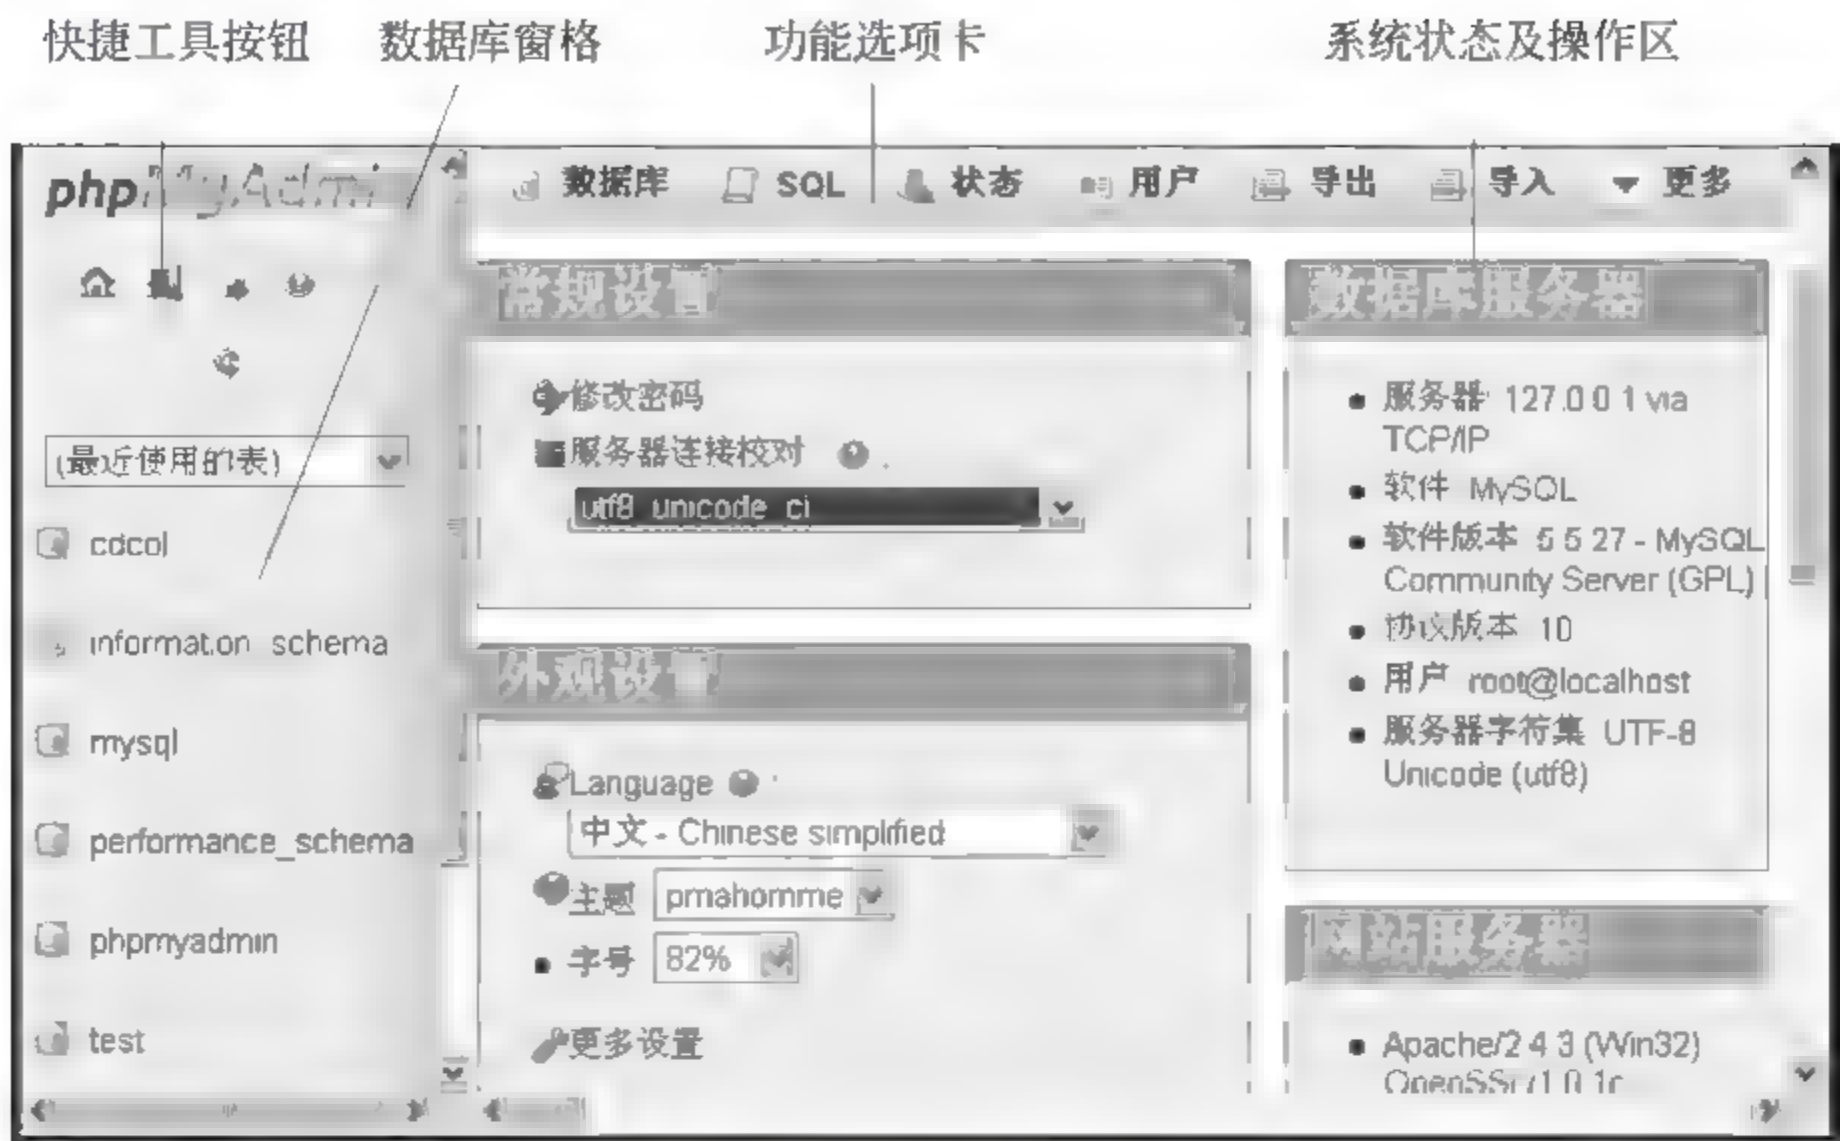 快捷工具按钮 数据库窗格 功能选项卡 系统状态及操作区
phpMyAdmi
数据库 SQL 状态 用户 导出 导入 更多
(最近使用的表)
cdcol
information_schema
mysql
performance_schema
phpmyadmin
test
常规设置
修改密码
服务器连接校对
utf8_unicode_ci
外观设置
Language
中文 - Chinese simplified
主题 pmahomme
字号 82%
更多设置
数据库服务器
服务器 127.0.0.1 via
TCP/IP
软件 MySQL
软件版本 5.5.27 - MySQL
Community Server (GPL)
协议版本 10
用户 root@localhost
服务器字符集 UTF-8
Unicode (utf8)
网站服务器
Apache/2.4.3 (Win32)
OpenSSL/1.0.1c